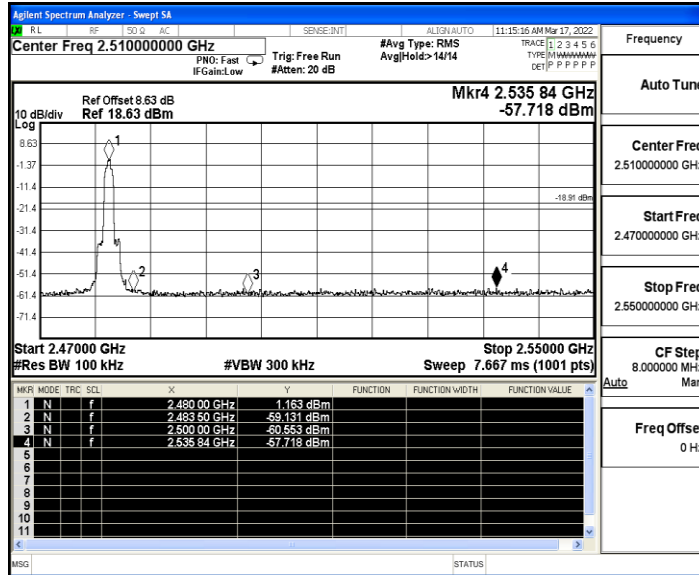 Agilent Spectrum Analyzer - Swept SA
RL RF 50 Ω AC SENSE:INT ALIGN AUTO 11:15:16 AM Mar 17, 2022
Center Freq 2.510000000 GHz
PNO: Fast
IFGain:Low
Trig: Free Run
#Atten: 20 dB
#Avg Type: RMS
Avg|Hold:> 14/14
TRACE 1 2 3 4 5 6
TYPE M
DET P P P P P P
Ref Offset 8.63 dB
Ref 18.63 dBm
10 dB/div
Log
Mkr4 2.535 84 GHz
-57.718 dBm
8.63
-1.37
-11.4
-21.4
-31.4
-41.4
-51.4
-61.4
-71.4
1
2
3
4
-18.91 dBm
Start 2.47000 GHz
Stop 2.55000 GHz
#Res BW 100 kHz
#VBW 300 kHz
Sweep 7.667 ms (1001 pts)
MKR MODE TRC SCL X Y FUNCTION FUNCTION WIDTH FUNCTION VALUE
1 N f 2.480 00 GHz 1.163 dBm
2 N f 2.483 50 GHz -59.131 dBm
3 N f 2.500 00 GHz -60.553 dBm
4 N f 2.535 84 GHz -57.718 dBm
5
6
7
8
9
10
11
MSG
STATUS
Frequency
Auto Tune
Center Freq
2.510000000 GHz
Start Freq
2.470000000 GHz
Stop Freq
2.550000000 GHz
CF Step
8.000000 MHz
Auto Man
Freq Offset
0 Hz